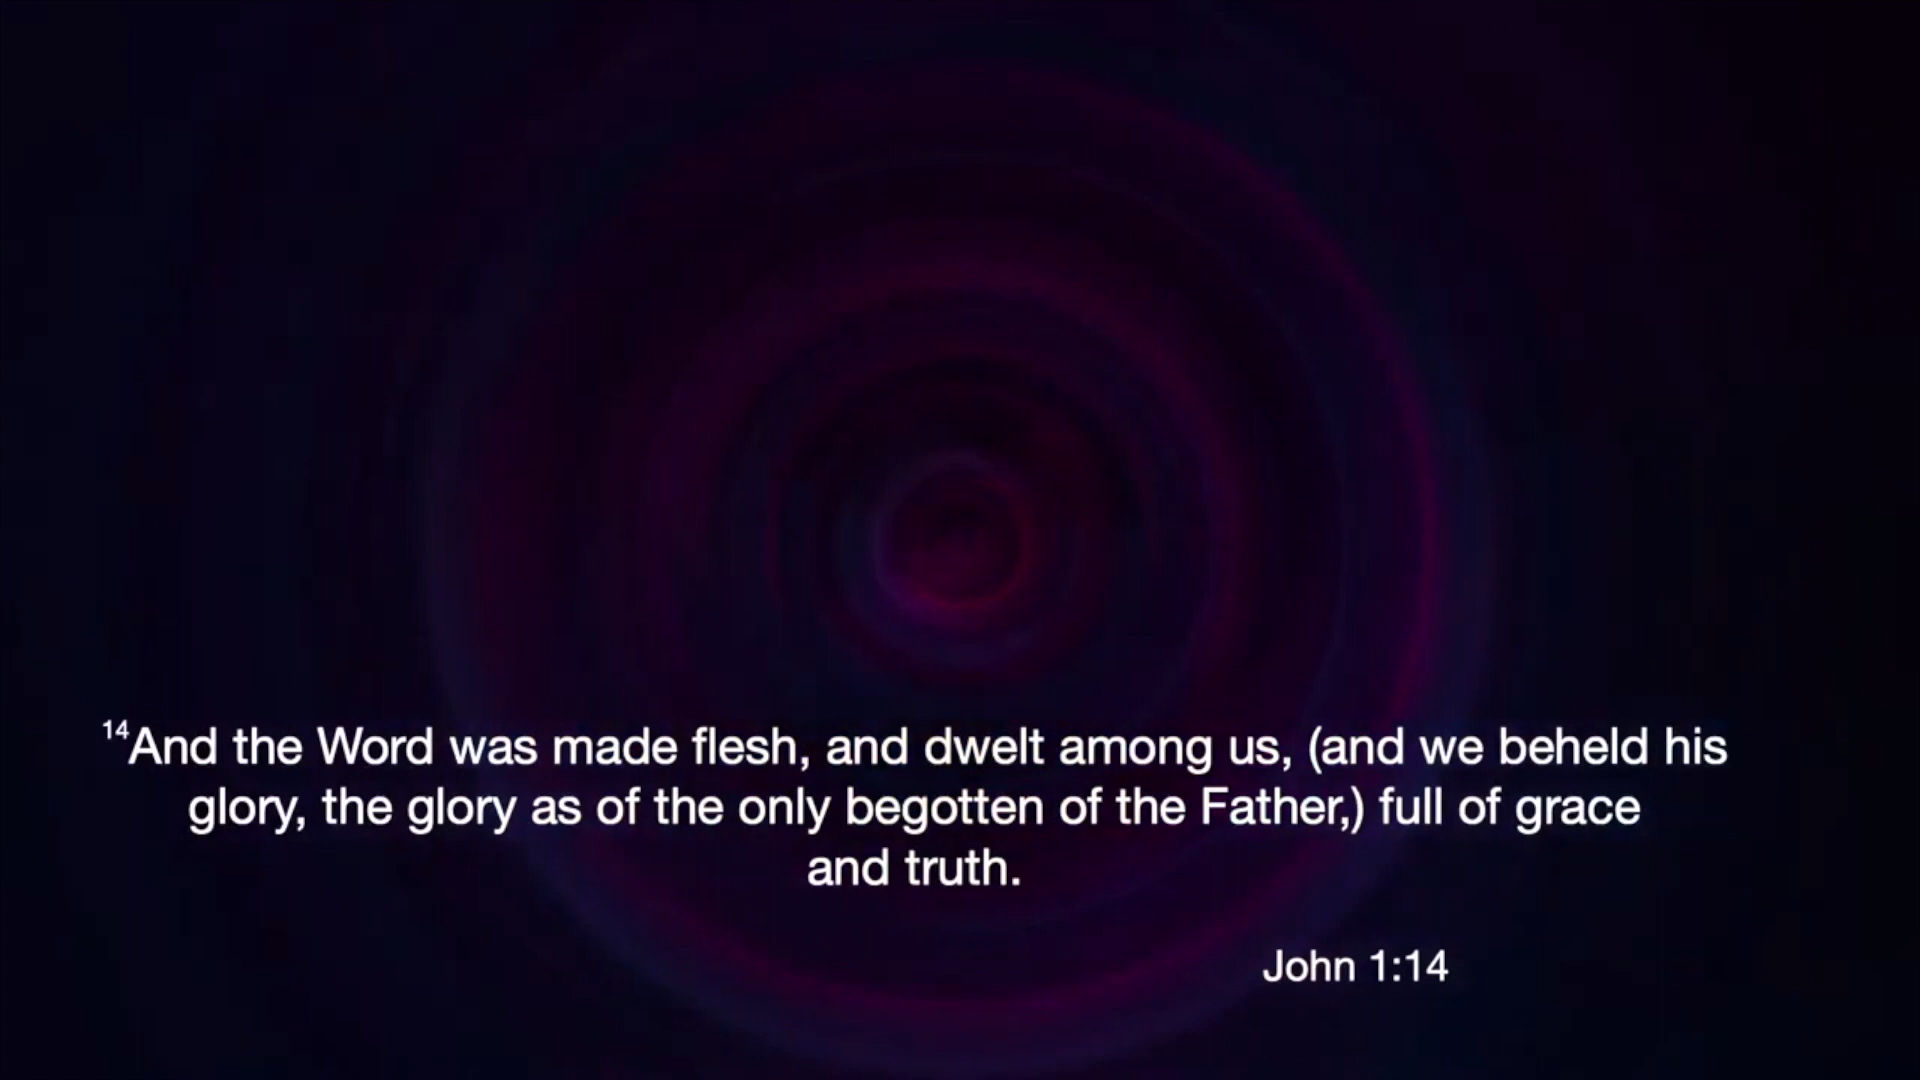 14And the Word was made flesh, and dwelt among us, (and we beheld his
glory, the glory as of the only begotten of the Father,) full of grace
and truth.
John 1:14